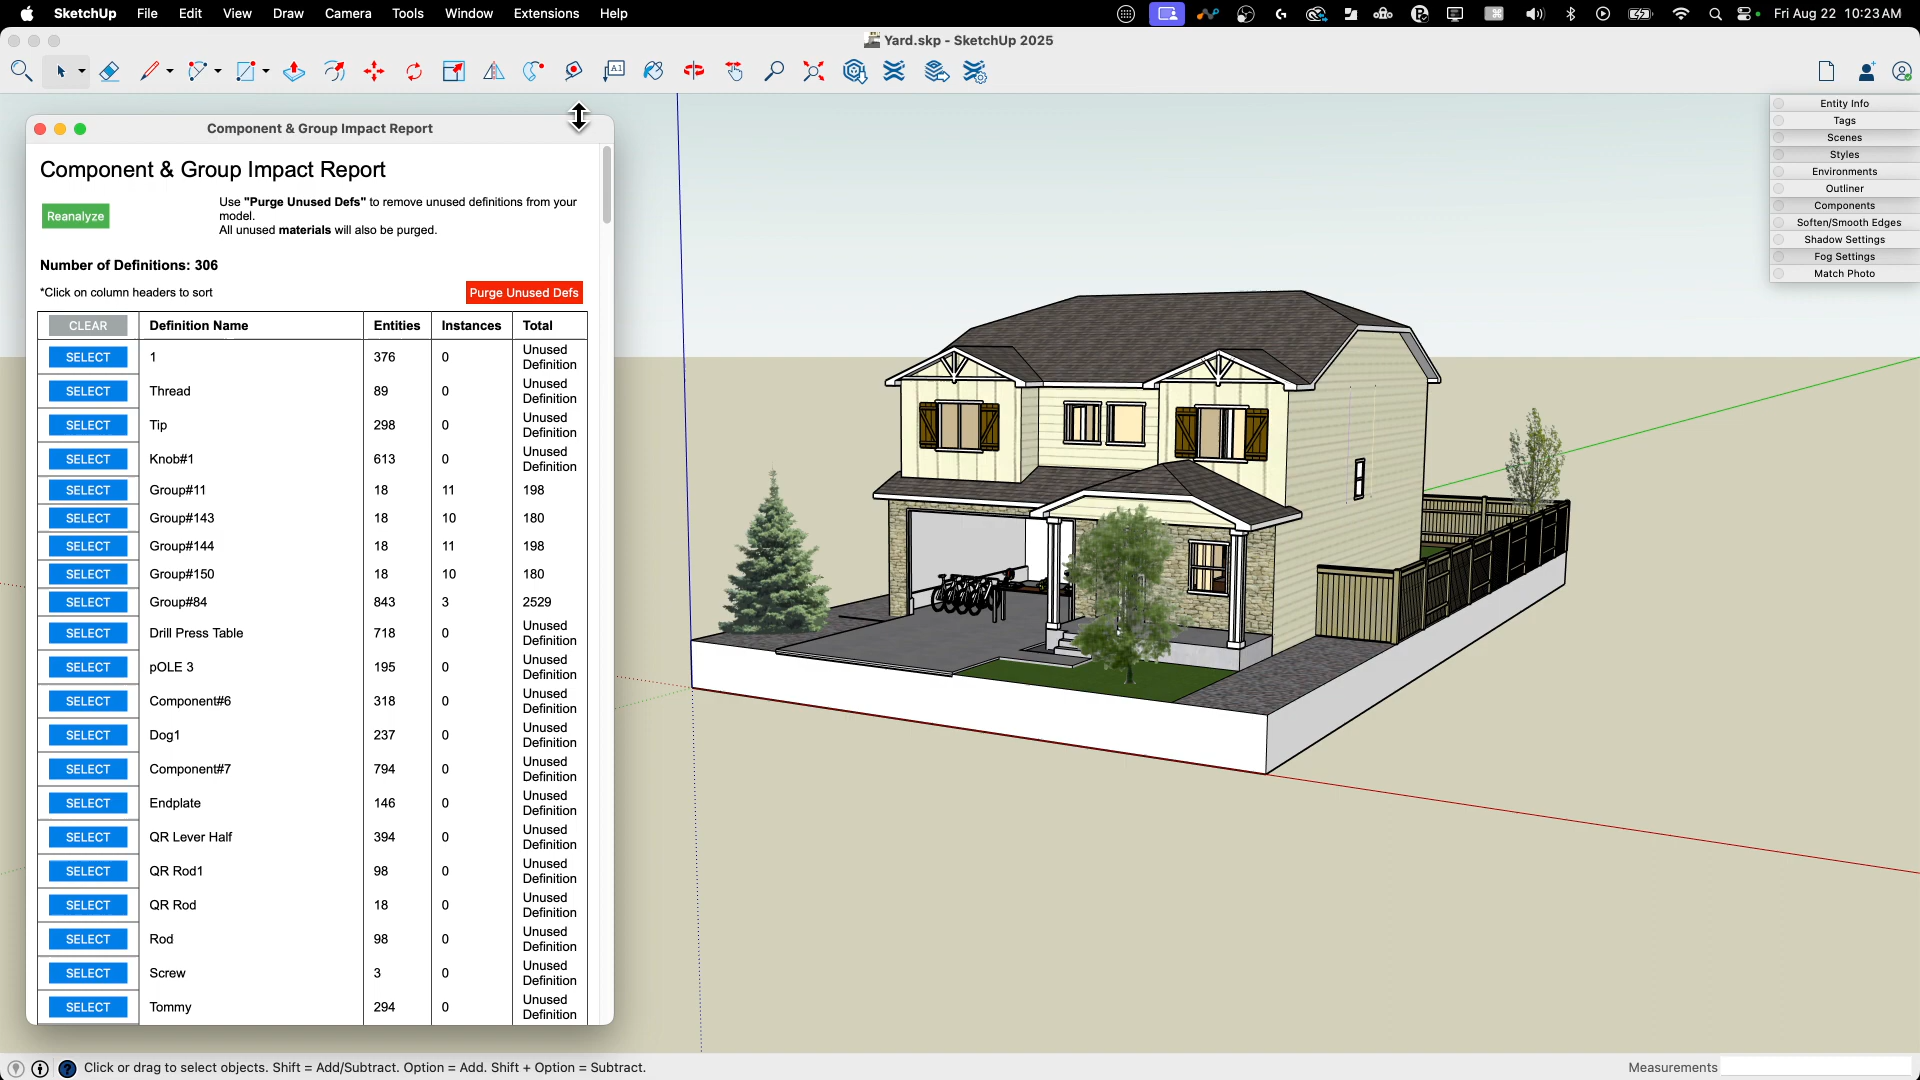 SketchUp File Edit View Draw Camera Tools Window Extensions Help
Fri Aug 22 10:23 AM
Yard.skp - SketchUp 2025
A1
Component & Group Impact Report
Component & Group Impact Report
Reanalyze
Use "Purge Unused Defs" to remove unused definitions from your
model.
All unused materials will also be purged.
Number of Definitions: 306
*Click on column headers to sort
Purge Unused Defs
CLEAR Definition Name Entities Instances Total
SELECT 1 376 0 Unused
Definition
SELECT Thread 89 0 Unused
Definition
SELECT Tip 298 0 Unused
Definition
SELECT Knob#1 613 0 Unused
Definition
SELECT Group#11 18 11 198
SELECT Group#143 18 10 180
SELECT Group#144 18 11 198
SELECT Group#150 18 10 180
SELECT Group#84 843 3 2529
SELECT Drill Press Table 718 0 Unused
Definition
SELECT pOLE 3 195 0 Unused
Definition
SELECT Component#6 318 0 Unused
Definition
SELECT Dog1 237 0 Unused
Definition
SELECT Component#7 794 0 Unused
Definition
SELECT Endplate 146 0 Unused
Definition
SELECT QR Lever Half 394 0 Unused
Definition
SELECT QR Rod1 98 0 Unused
Definition
SELECT QR Rod 18 0 Unused
Definition
SELECT Rod 98 0 Unused
Definition
SELECT Screw 3 0 Unused
Definition
SELECT Tommy 294 0 Unused
Definition
Entity Info
Tags
Scenes
Styles
Environments
Outliner
Components
Soften/Smooth Edges
Shadow Settings
Fog Settings
Match Photo
Click or drag to select objects. Shift = Add/Subtract. Option = Add. Shift + Option = Subtract.
Measurements